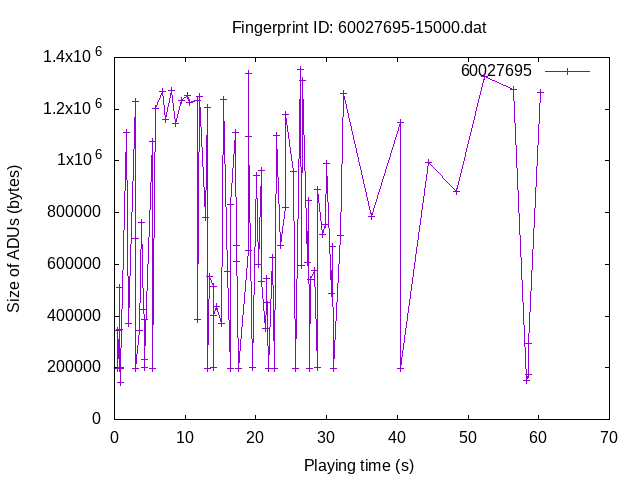 Fingerprint ID: 60027695-15000.dat
1.4x10^6
1.2x10^6
1x10^6
800000
600000
400000
200000
0
60027695
0 10 20 30 40 50 60 70
Size of ADUs (bytes)
Playing time (s)